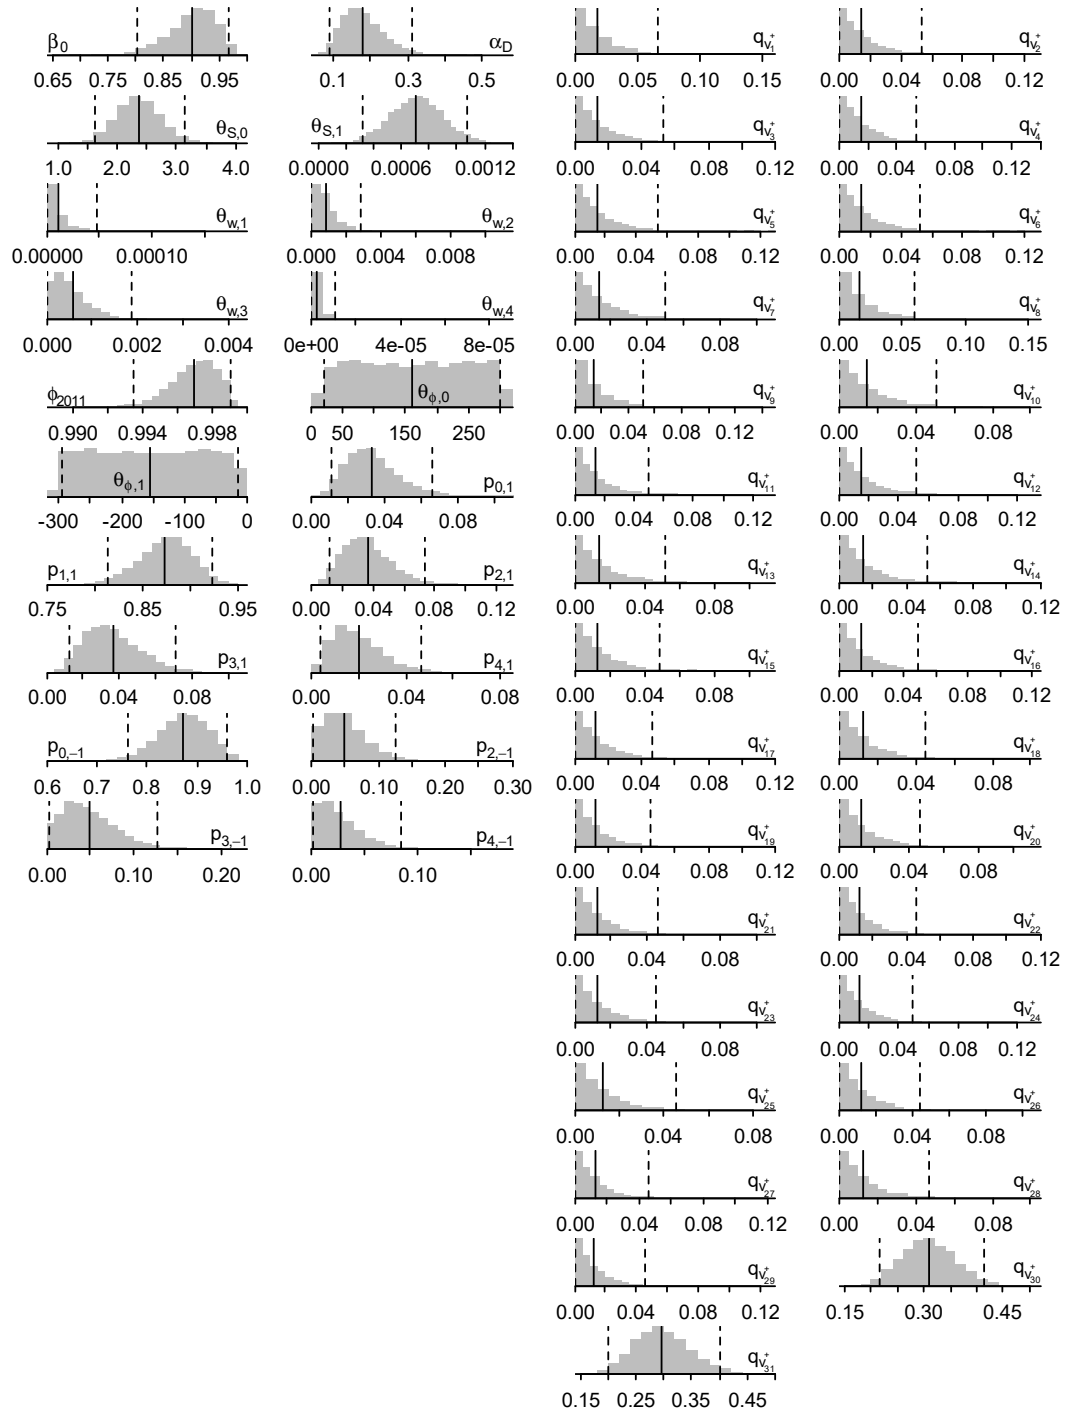 β0 αD qv1+ qv2+
0.65 0.75 0.85 0.95 0.1 0.3 0.5 0.00 0.05 0.10 0.15 0.00 0.04 0.08 0.12
θS,0 θS,1 qv3+ qv4+
1.0 2.0 3.0 4.0 0.0000 0.0006 0.0012 0.00 0.04 0.08 0.12 0.00 0.04 0.08 0.12
θw,1 θw,2 qv5+ qv6+
0.00000 0.00010 0.000 0.004 0.008 0.00 0.04 0.08 0.12 0.00 0.04 0.08 0.12
θw,3 θw,4 qv7+ qv8+
0.000 0.002 0.004 0e+00 4e-05 8e-05 0.00 0.04 0.08 0.00 0.05 0.10 0.15
ϕ2011 θϕ,0 qv9+ qv10+
0.990 0.994 0.998 0 50 150 250 0.00 0.04 0.08 0.12 0.00 0.04 0.08
θϕ,1 p0,1 qv11+ qv12+
-300 -200 -100 0 0.00 0.04 0.08 0.00 0.04 0.08 0.12 0.00 0.04 0.08
p1,1 p2,1 qv13+ qv14+
0.75 0.85 0.95 0.00 0.04 0.08 0.12 0.00 0.04 0.08 0.00 0.04 0.08 0.12
p3,1 p4,1 qv15+ qv16+
0.00 0.04 0.08 0.00 0.04 0.08 0.00 0.04 0.08 0.00 0.04 0.08 0.12
p0,−1 p2,−1 qv17+ qv18+
0.6 0.7 0.8 0.9 1.0 0.00 0.10 0.20 0.30 0.00 0.04 0.08 0.12 0.00 0.04 0.08
p3,−1 p4,−1 qv19+ qv20+
0.00 0.10 0.20 0.00 0.10 0.00 0.04 0.08 0.12 0.00 0.04 0.08
qv21+ qv22+
0.00 0.04 0.08 0.00 0.04 0.08 0.12
qv23+ qv24+
0.00 0.04 0.08 0.00 0.04 0.08 0.12
qv25+ qv26+
0.00 0.04 0.08 0.00 0.04 0.08
qv27+ qv28+
0.00 0.04 0.08 0.12 0.00 0.04 0.08
qv29+ qv30+
0.00 0.04 0.08 0.12 0.15 0.30 0.45
qv31+
0.15 0.25 0.35 0.45